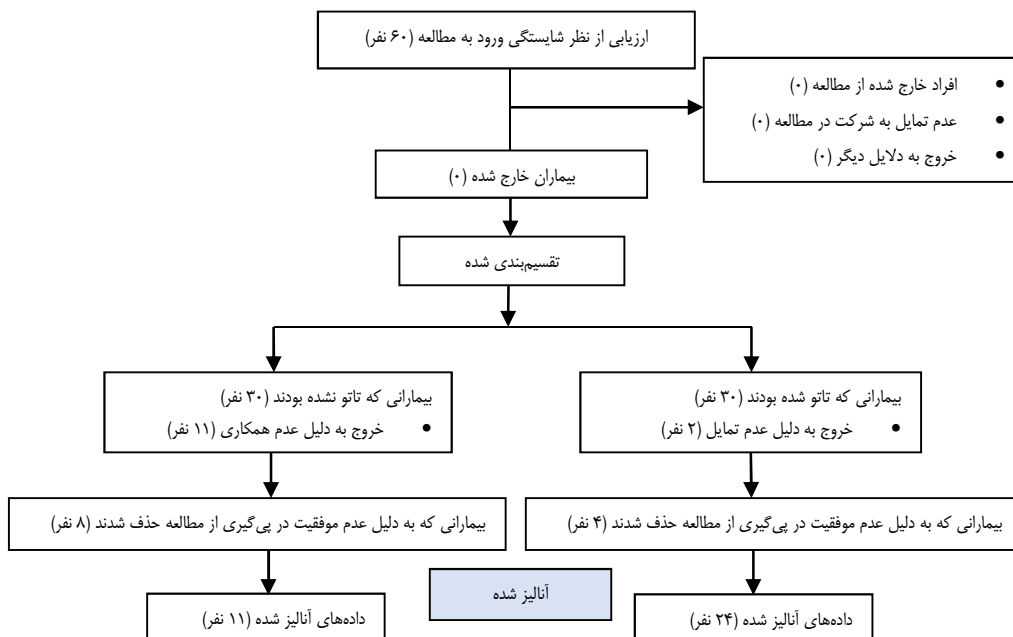 ارزیابی از نظر شایستگی ورود به مطالعه (۶۰ نفر)
• افراد خارج شده از مطالعه (۰)
• عدم تمایل به شرکت در مطالعه (۰)
• خروج به دلایل دیگر (۰)
بیماران خارج شده (۰)
تقسیم‌بندی شده
بیمارانی که تاتو شده بودند (۳۰ نفر)
• خروج به دلیل عدم تمایل (۲ نفر)
بیمارانی که تاتو نشده بودند (۳۰ نفر)
• خروج به دلیل عدم همکاری (۱۱ نفر)
بیمارانی که به دلیل عدم موفقیت در پی‌گیری از مطالعه حذف شدند (۴ نفر)
بیمارانی که به دلیل عدم موفقیت در پی‌گیری از مطالعه حذف شدند (۸ نفر)
آنالیز شده
داده‌های آنالیز شده (۲۴ نفر)
داده‌های آنالیز شده (۱۱ نفر)